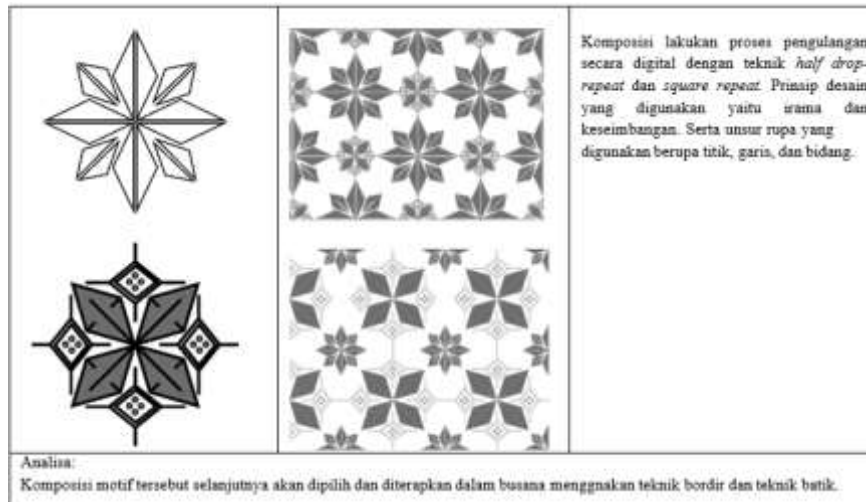 Komposisi lakukan proses pengulangan
secara digital dengan teknik half drop-
repeat dan square repeat. Prinsip desain
yang digunakan yaitu irama dan
keseimbangan. Serta unsur rupa yang
digunakan berupa titik, garis, dan bidang.
Analisa:
Komposisi motif tersebut selanjutnya akan dipilih dan diterapkan dalam busana menggnakan teknik bordir dan teknik batik.